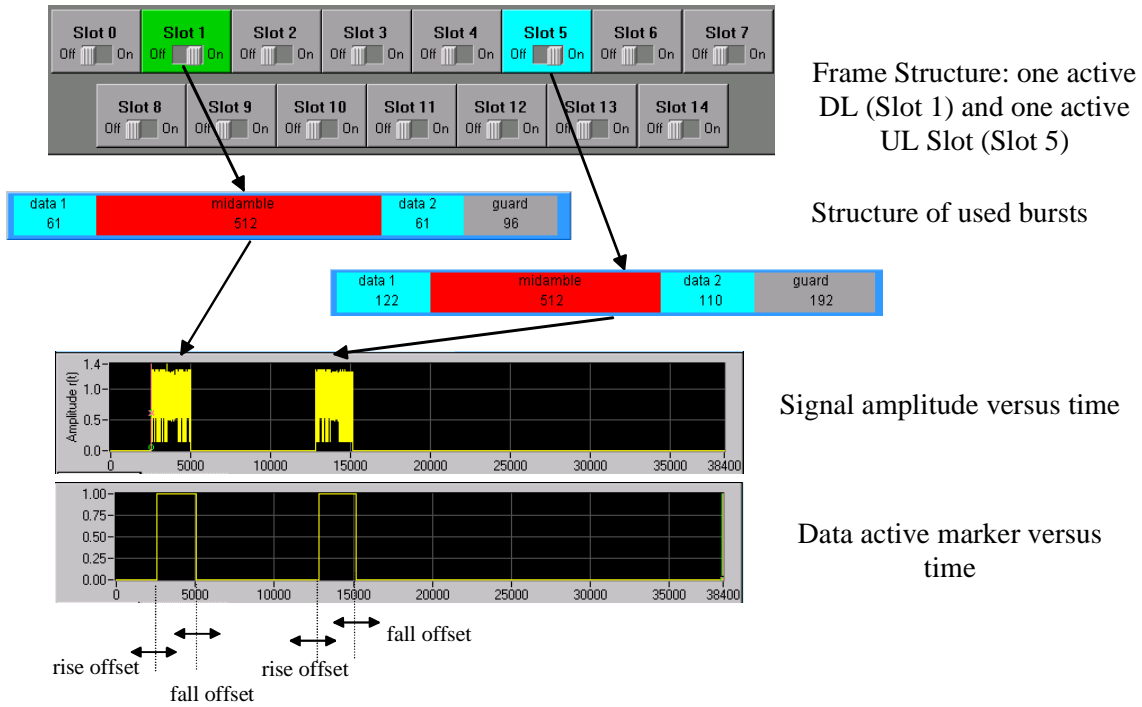 Slot 0 Slot 1 Slot 2 Slot 3 Slot 4 Slot 5 Slot 6 Slot 7
Off On Off On Off On Off On Off On Off On Off On Off On
Slot 8 Slot 9 Slot 10 Slot 11 Slot 12 Slot 13 Slot 14
Off On Off On Off On Off On Off On Off On Off On
Frame Structure: one active
DL (Slot 1) and one active
UL Slot (Slot 5)
data 1 midamble data 2 guard
61 512 61 96
Structure of used bursts
data 1 midamble data 2 guard
122 512 110 192
Amplitude r(t)
1.4
1.0
0.5
0.0
0 5000 10000 15000 20000 25000 30000 35000 38400
Signal amplitude versus time
1.00
0.75
0.50
0.25
0.00
0 5000 10000 15000 20000 25000 30000 35000 38400
Data active marker versus
time
rise offset
fall offset
rise offset
fall offset